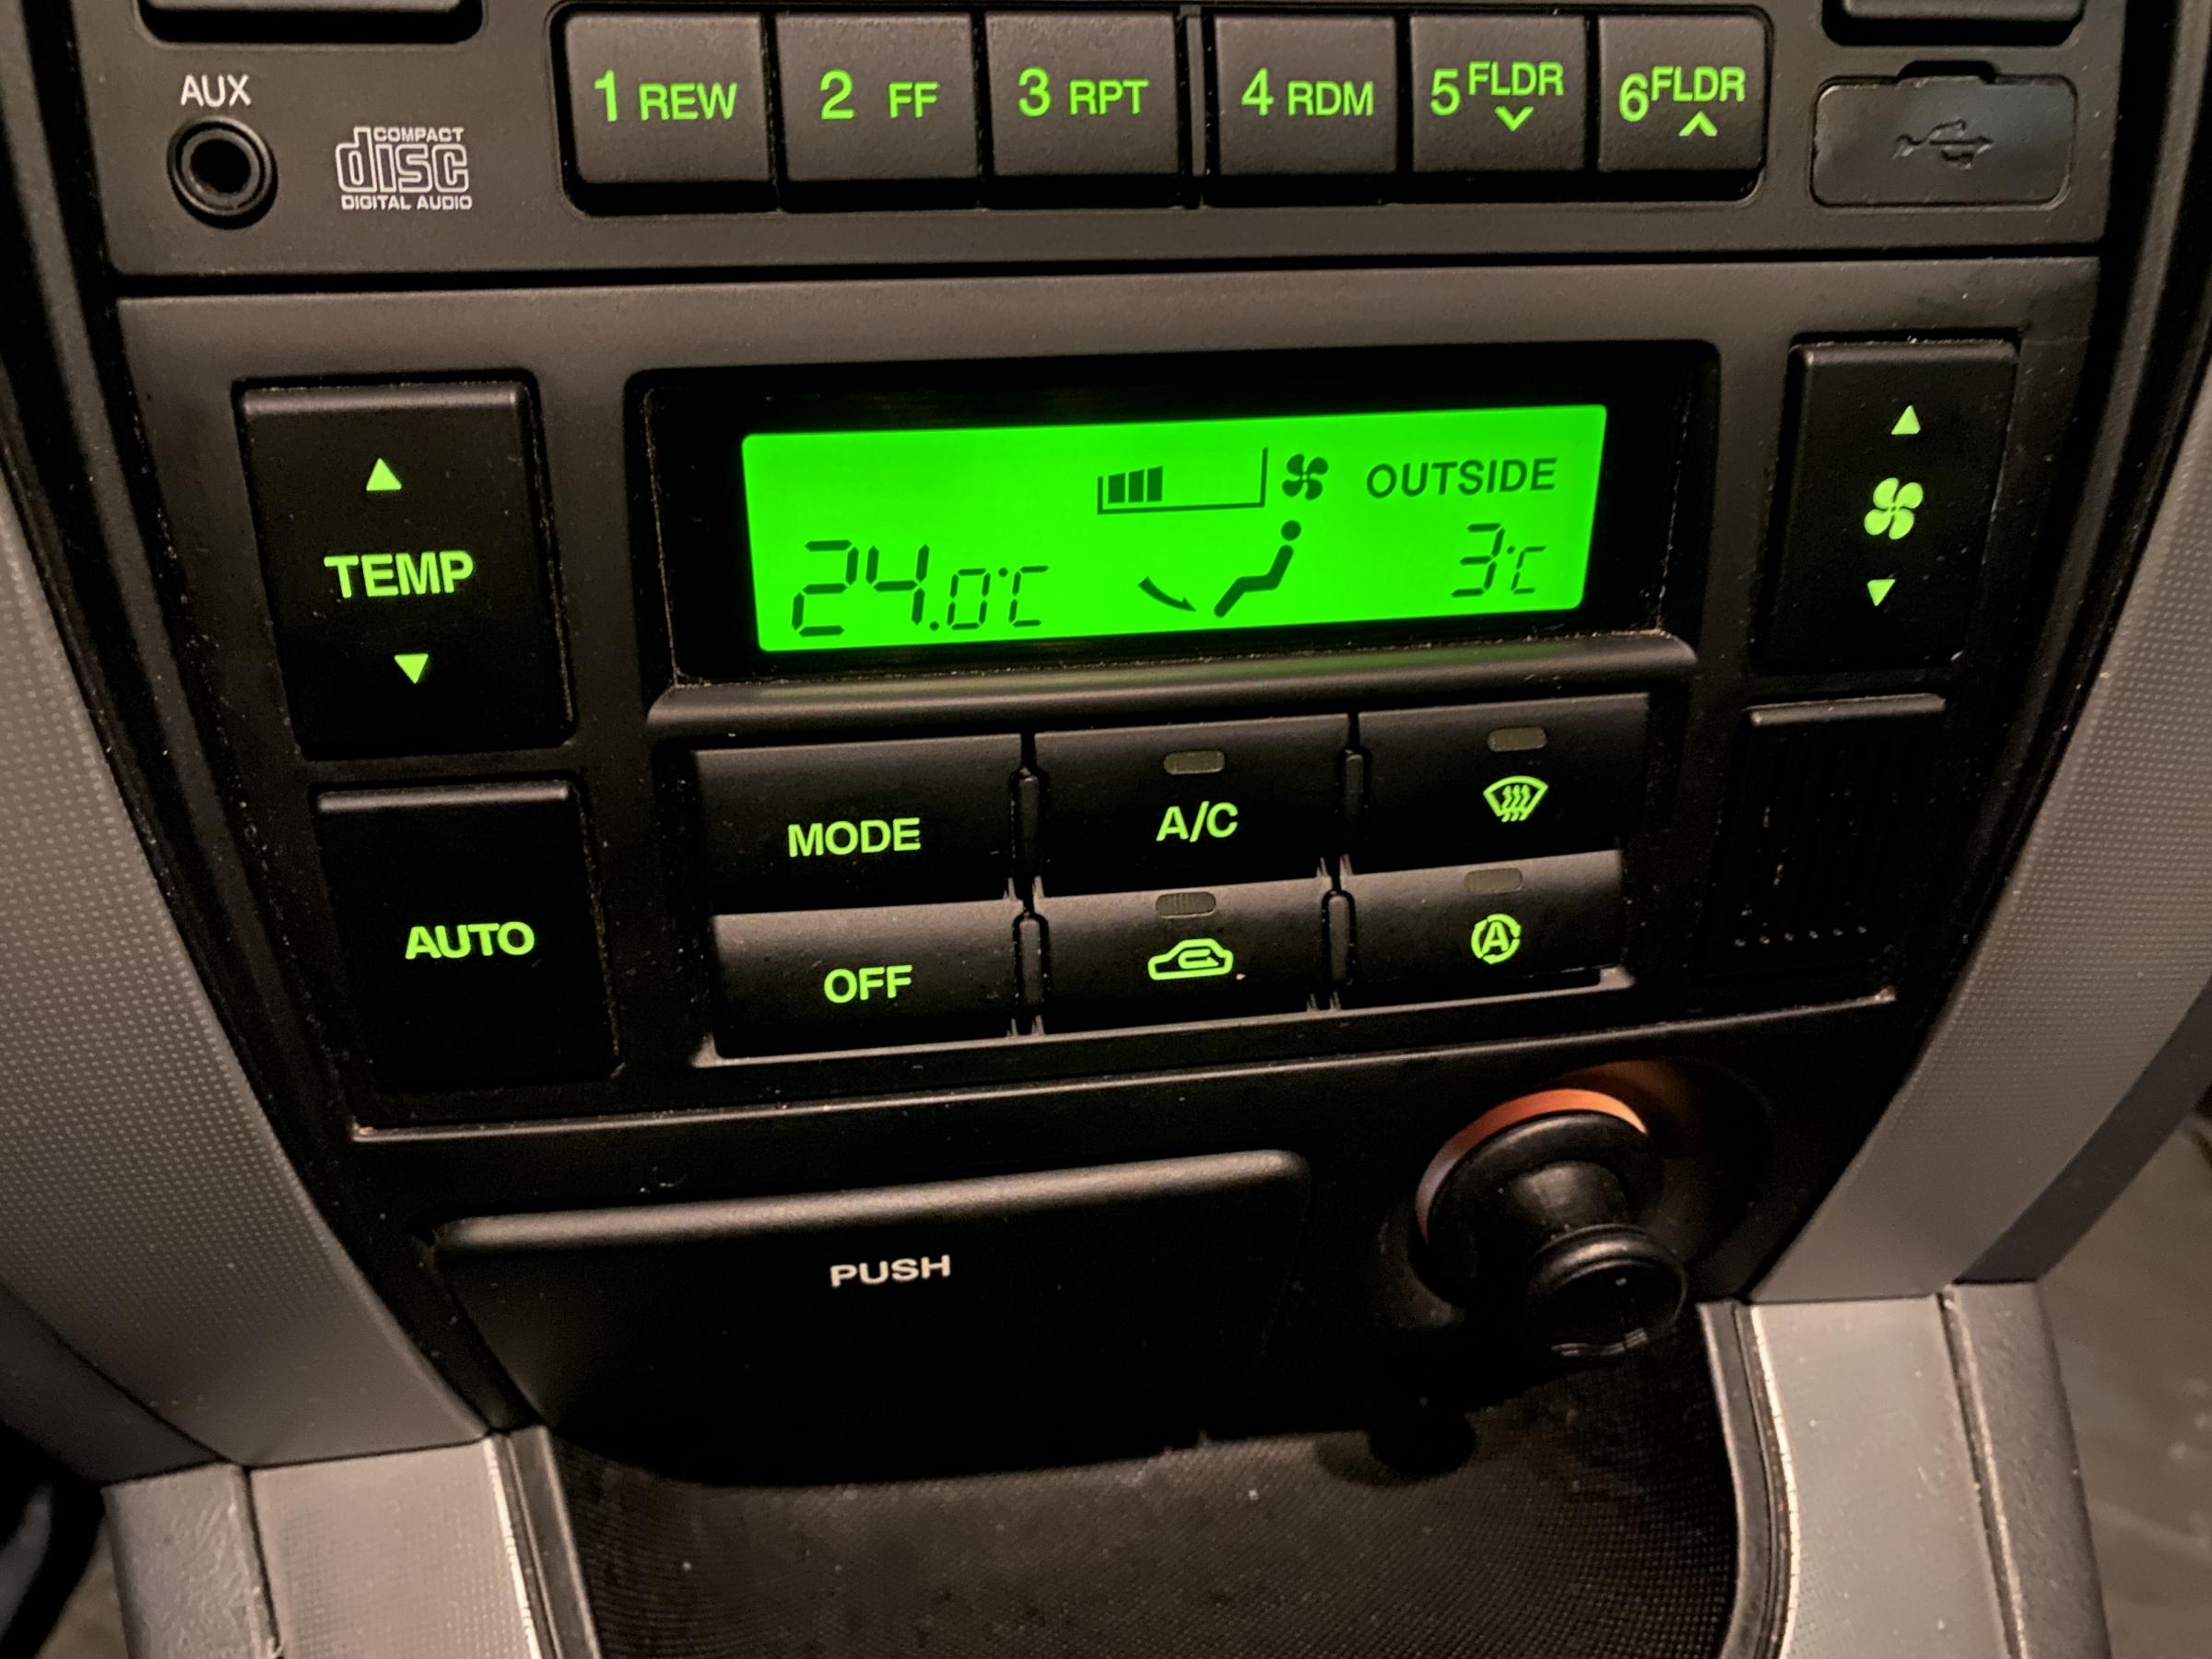 AUX
COMPACT
disc
DIGITAL AUDIO
1 REW
2 FF
3 RPT
4 RDM
5 FLDR
6 FLDR
TEMP
OUTSIDE
24.0°C
3°C
MODE
A/C
AUTO
OFF
A
PUSH